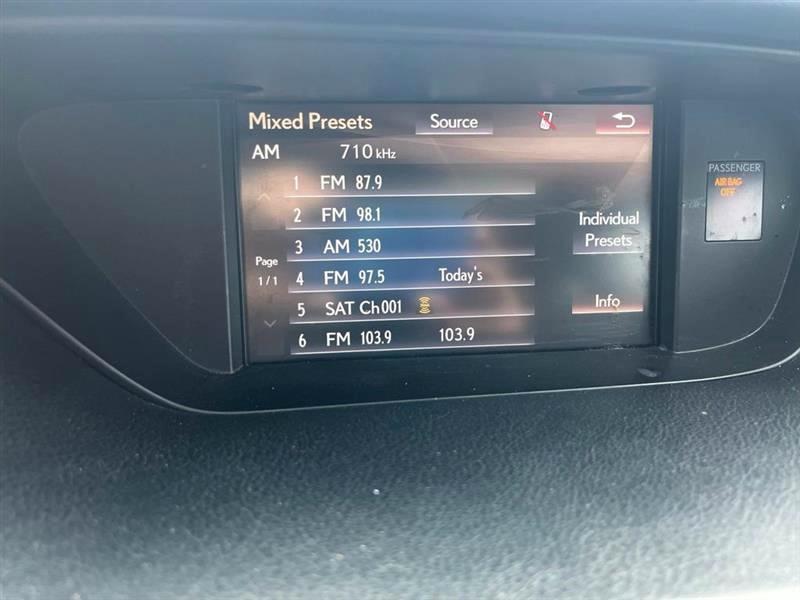 Mixed Presets Source
AM 710 kHz
PASSENGER
AIR BAG
OFF
1 FM 87.9
2 FM 98.1
3 AM 530
4 FM 97.5 Today's
5 SAT Ch001
6 FM 103.9 103.9
Page
1/1
Individual
Presets
Info